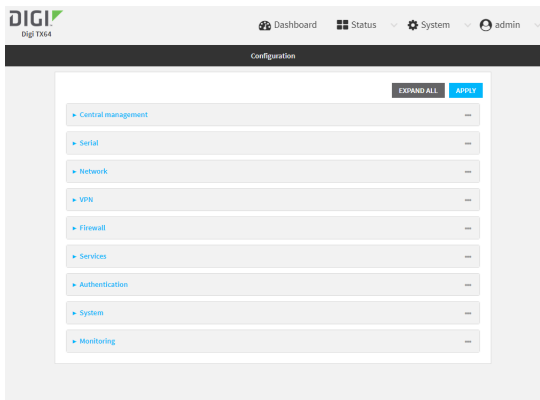 DIGI
Digi TX64
Dashboard Status System admin
Configuration
EXPAND ALL APPLY
Central management
Serial
Network
VPN
Firewall
Services
Authentication
System
Monitoring